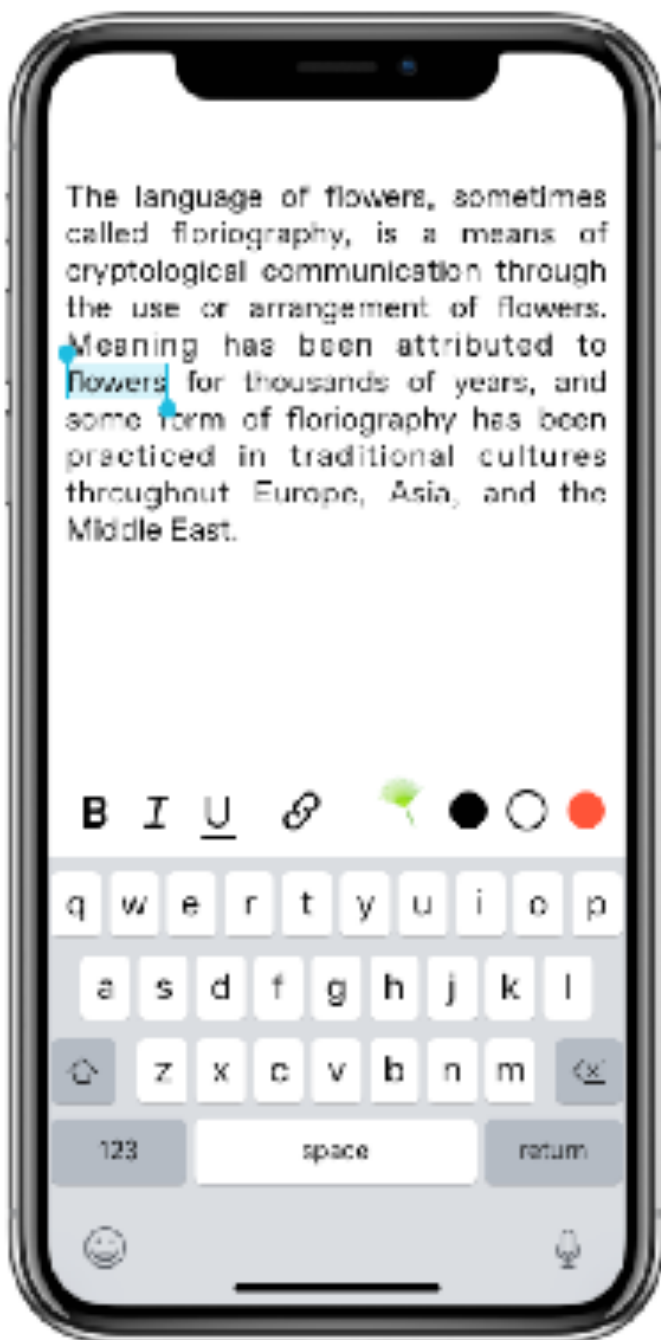 The language of flowers, sometimes
called floriography, is a means of
cryptological communication through
the use or arrangement of flowers.
Meaning has been attributed to
flowers for thousands of years, and
some form of floriography has been
practiced in traditional cultures
throughout Europe, Asia, and the
Middle East.
B I U
q w e r t y u i o p
a s d f g h j k l
z x c v b n m
123 space return